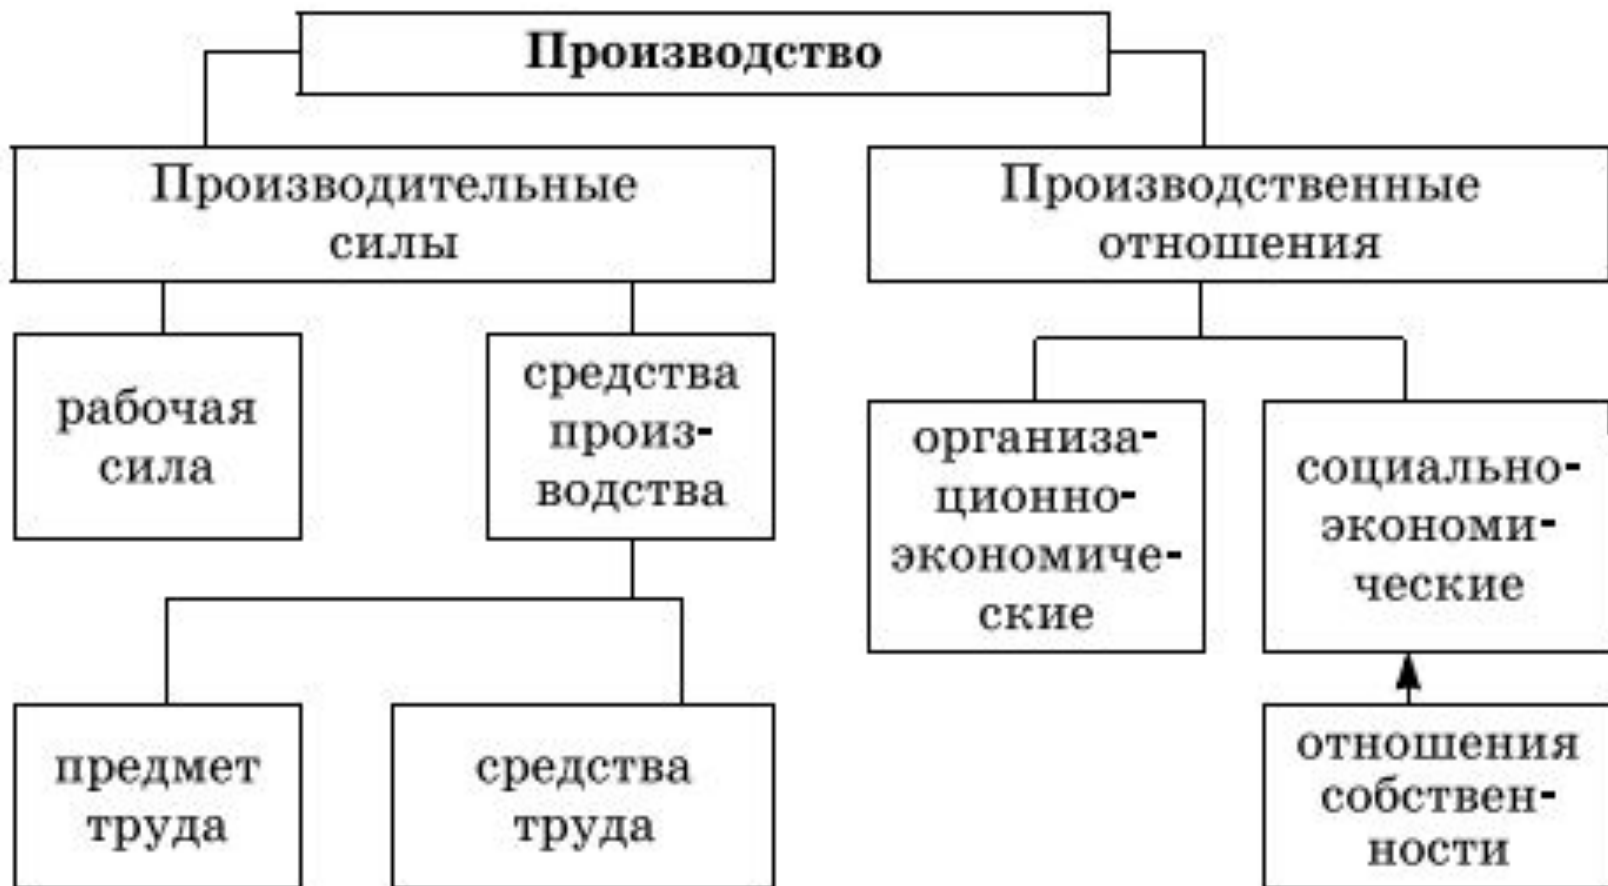 Производство
Производительные
силы
Производственные
отношения
рабочая
сила
средства
произ-
водства
организа-
ционно-
экономиче-
ские
социально-
экономи-
ческие
предмет
труда
средства
труда
отношения
собствен-
ности